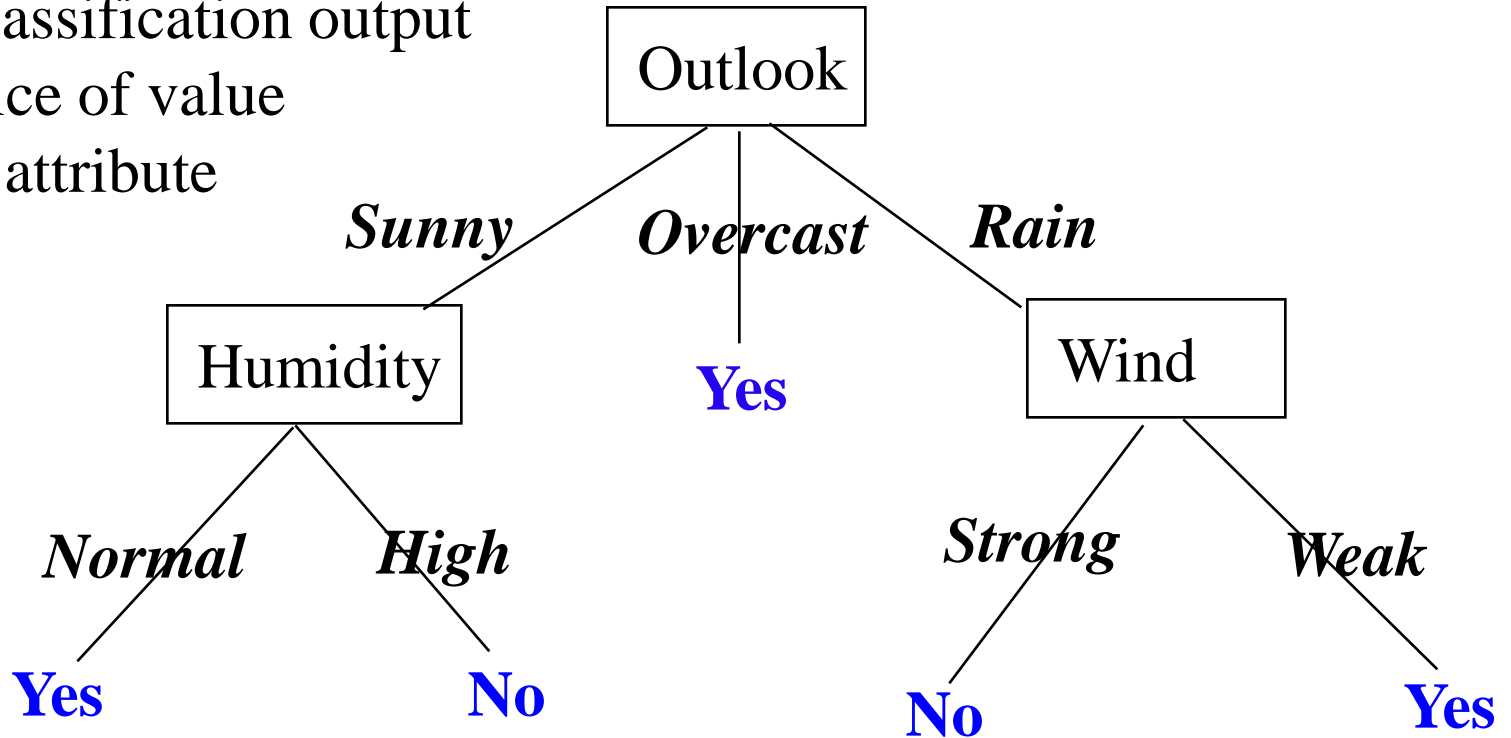 assification output
ce of value
attribute
Outlook
Sunny Overcast Rain
Humidity Yes Wind
Normal High Strong Weak
Yes No No Yes